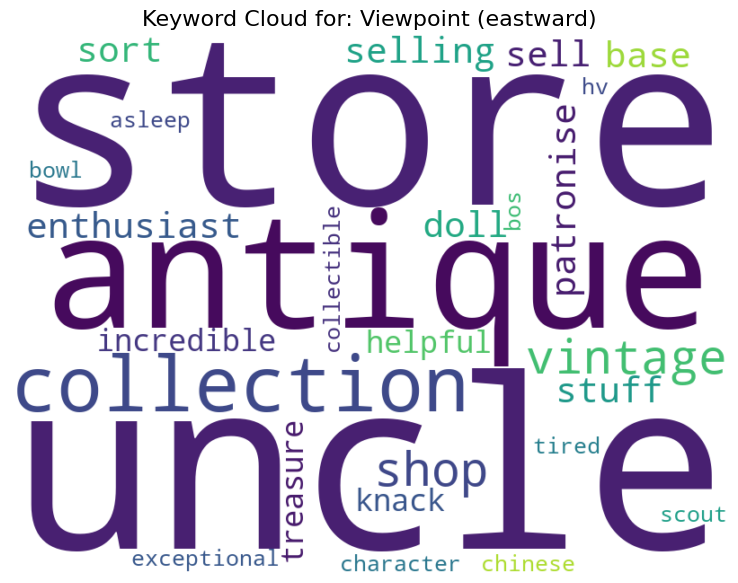 Keyword Cloud for: Viewpoint (eastward)
sort
selling
sell
base
store
hv
asleep
bowl
patronise
enthusiast
doll
bos
antique
collectible
incredible
helpful
vintage
collection
stuff
uncle
treasure
shop
tired
knack
scout
exceptional
character
chinese